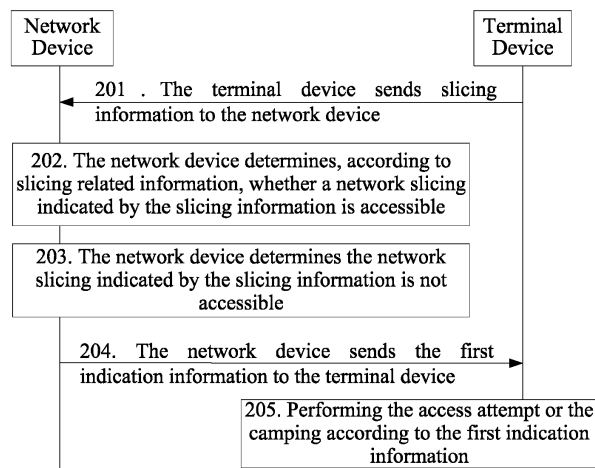 Network
Device
Terminal
Device
201 . The terminal device sends slicing
information to the network device
202. The network device determines, according to
slicing related information, whether a network slicing
indicated by the slicing information is accessible
203. The network device determines the network
slicing indicated by the slicing information is not
accessible
204. The network device sends the first
indication information to the terminal device
205. Performing the access attempt or the
camping according to the first indication
information